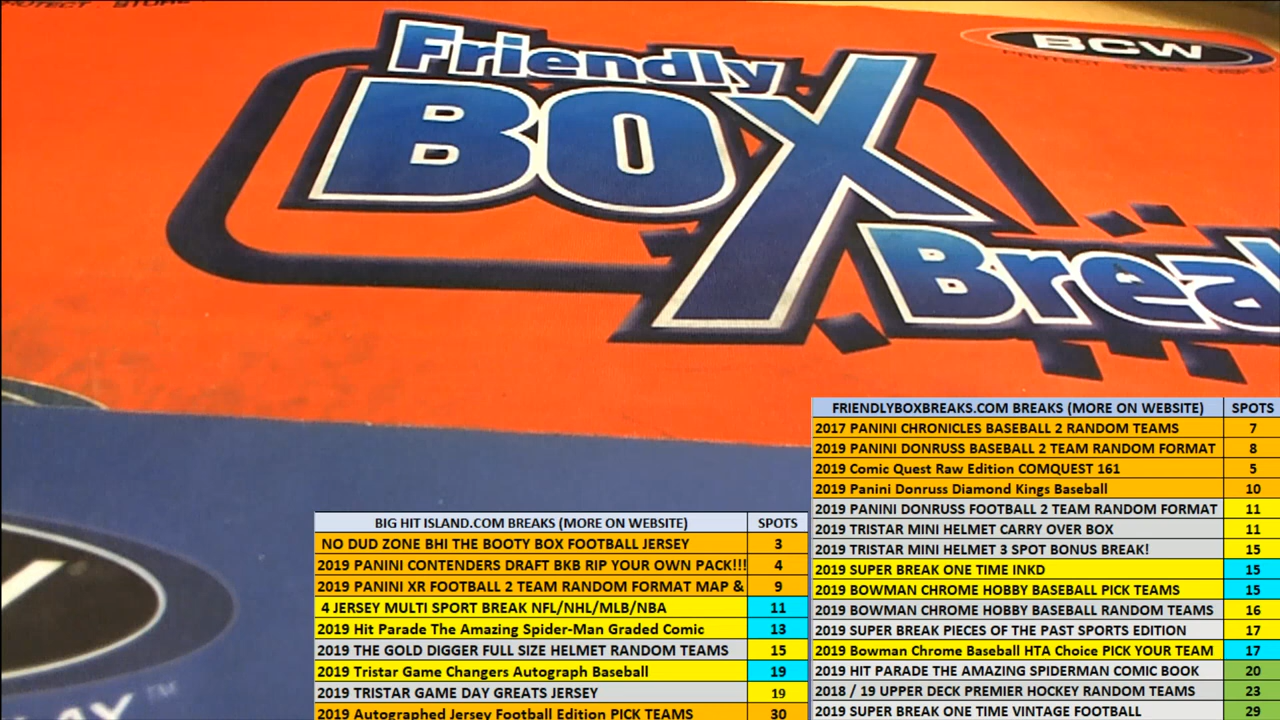 PROTECT STORE
Friendly
BOX
Brea
BCW
PROTECT STORE DISPLAY
BIG HIT ISLAND.COM BREAKS (MORE ON WEBSITE) SPOTS
NO DUD ZONE BHI THE BOOTY BOX FOOTBALL JERSEY 3
2019 PANINI CONTENDERS DRAFT BKB RIP YOUR OWN PACK!!! 4
2019 PANINI XR FOOTBALL 2 TEAM RANDOM FORMAT MAP & 9
4 JERSEY MULTI SPORT BREAK NFL/NHL/MLB/NBA 11
2019 Hit Parade The Amazing Spider-Man Graded Comic 13
2019 THE GOLD DIGGER FULL SIZE HELMET RANDOM TEAMS 15
2019 Tristar Game Changers Autograph Baseball 19
2019 TRISTAR GAME DAY GREATS JERSEY 19
2019 Autographed Jersey Football Edition PICK TEAMS 30
FRIENDLYBOXBREAKS.COM BREAKS (MORE ON WEBSITE) SPOTS
2017 PANINI CHRONICLES BASEBALL 2 RANDOM TEAMS 7
2019 PANINI DONRUSS BASEBALL 2 TEAM RANDOM FORMAT 8
2019 Comic Quest Raw Edition COMQUEST 161 5
2019 Panini Donruss Diamond Kings Baseball 10
2019 PANINI DONRUSS FOOTBALL 2 TEAM RANDOM FORMAT 11
2019 TRISTAR MINI HELMET CARRY OVER BOX 11
2019 TRISTAR MINI HELMET 3 SPOT BONUS BREAK! 15
2019 SUPER BREAK ONE TIME INKD 15
2019 BOWMAN CHROME HOBBY BASEBALL PICK TEAMS 15
2019 BOWMAN CHROME HOBBY BASEBALL RANDOM TEAMS 16
2019 SUPER BREAK PIECES OF THE PAST SPORTS EDITION 17
2019 Bowman Chrome Baseball HTA Choice PICK YOUR TEAM 17
2019 HIT PARADE THE AMAZING SPIDERMAN COMIC BOOK 20
2018 / 19 UPPER DECK PREMIER HOCKEY RANDOM TEAMS 23
2019 SUPER BREAK ONE TIME VINTAGE FOOTBALL 29